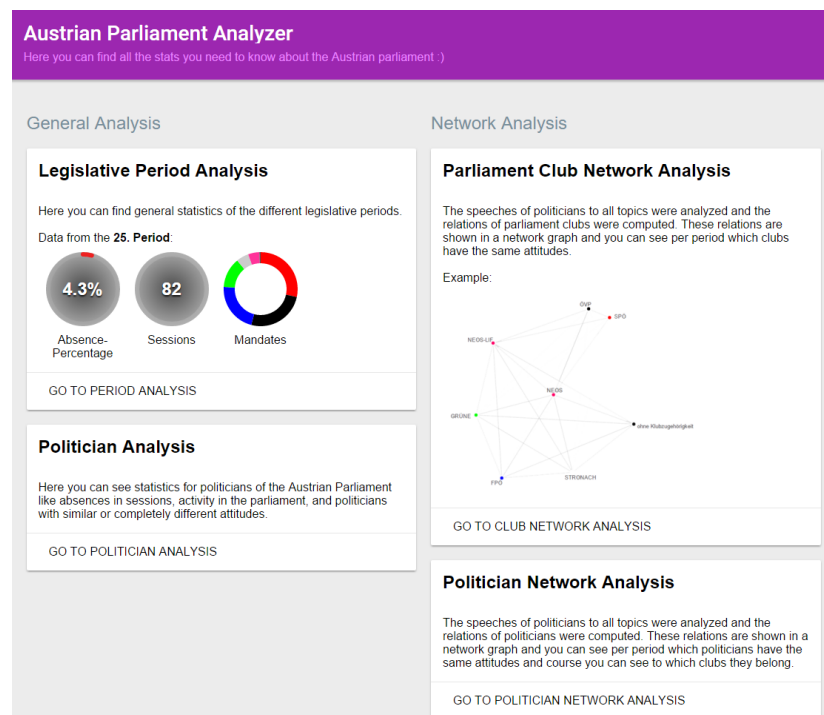 Austrian Parliament Analyzer
Here you can find all the stats you need to know about the Austrian parliament :)
General Analysis
Legislative Period Analysis
Here you can find general statistics of the different legislative periods.
Data from the 25. Period:
4.3%
82
Absence-
Percentage
Sessions
Mandates
GO TO PERIOD ANALYSIS
Politician Analysis
Here you can see statistics for politicians of the Austrian Parliament
like absences in sessions, activity in the parliament, and politicians
with similar or completely different attitudes.
GO TO POLITICIAN ANALYSIS
Network Analysis
Parliament Club Network Analysis
The speeches of politicians to all topics were analyzed and the
relations of parliament clubs were computed. These relations are
shown in a network graph and you can see per period which clubs
have the same attitudes.
Example:
ÖVP
SPÖ
NEOS-LIF
NEOS
GRÜNE
ohne Klubzugehörigkeit
STRONACH
FPÖ
GO TO CLUB NETWORK ANALYSIS
Politician Network Analysis
The speeches of politicians to all topics were analyzed and the
relations of politicians were computed. These relations are shown in a
network graph and you can see per period which politicians have the
same attitudes and course you can see to which clubs they belong.
GO TO POLITICIAN NETWORK ANALYSIS